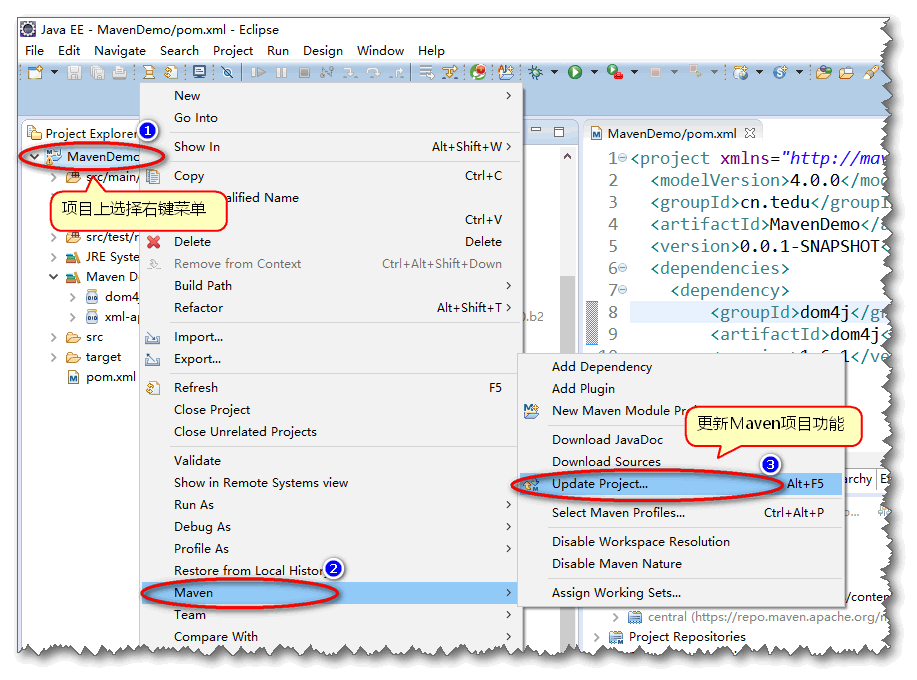 Java EE - MavenDemo/pom.xml - Eclipse
File Edit Navigate Search Project Run Design Window Help
Project Explorer
1
MavenDemo
src/main/
项目上选择右键菜单
src/test/r
JRE Syste
Maven D
dom4
xml-ap
src
target
pom.xml
New
Go Into
Show In Alt+Shift+W
Copy Ctrl+C
alified Name
Ctrl+V
Delete Delete
Remove from Context Ctrl+Alt+Shift+Down
Build Path
Refactor Alt+Shift+T
Import...
Export...
Refresh F5
Close Project
Close Unrelated Projects
Validate
Show in Remote Systems view
Run As
Debug As
Profile As
Restore from Local History
2
Maven
Team
Compare With
0.b2
MavenDemo/pom.xml
1 <project xmlns="http://mav
2 <modelVersion>4.0.0</mod
3 <groupId>cn.tedu</groupI
4 <artifactId>MavenDemo</a
5 <version>0.0.1-SNAPSHOT<
6 <dependencies>
7 <dependency>
8 <groupId>dom4j</gr
9 <artifactId>dom4j<
Add Dependency
Add Plugin
New Maven Module Pr
更新Maven项目功能
Download JavaDoc
Download Sources
3
Update Project... Alt+F5
Select Maven Profiles... Ctrl+Alt+P
Disable Workspace Resolution
Disable Maven Nature
Assign Working Sets...
archy
/conten
central (https://repo.maven.apache.org/m
Project Repositories